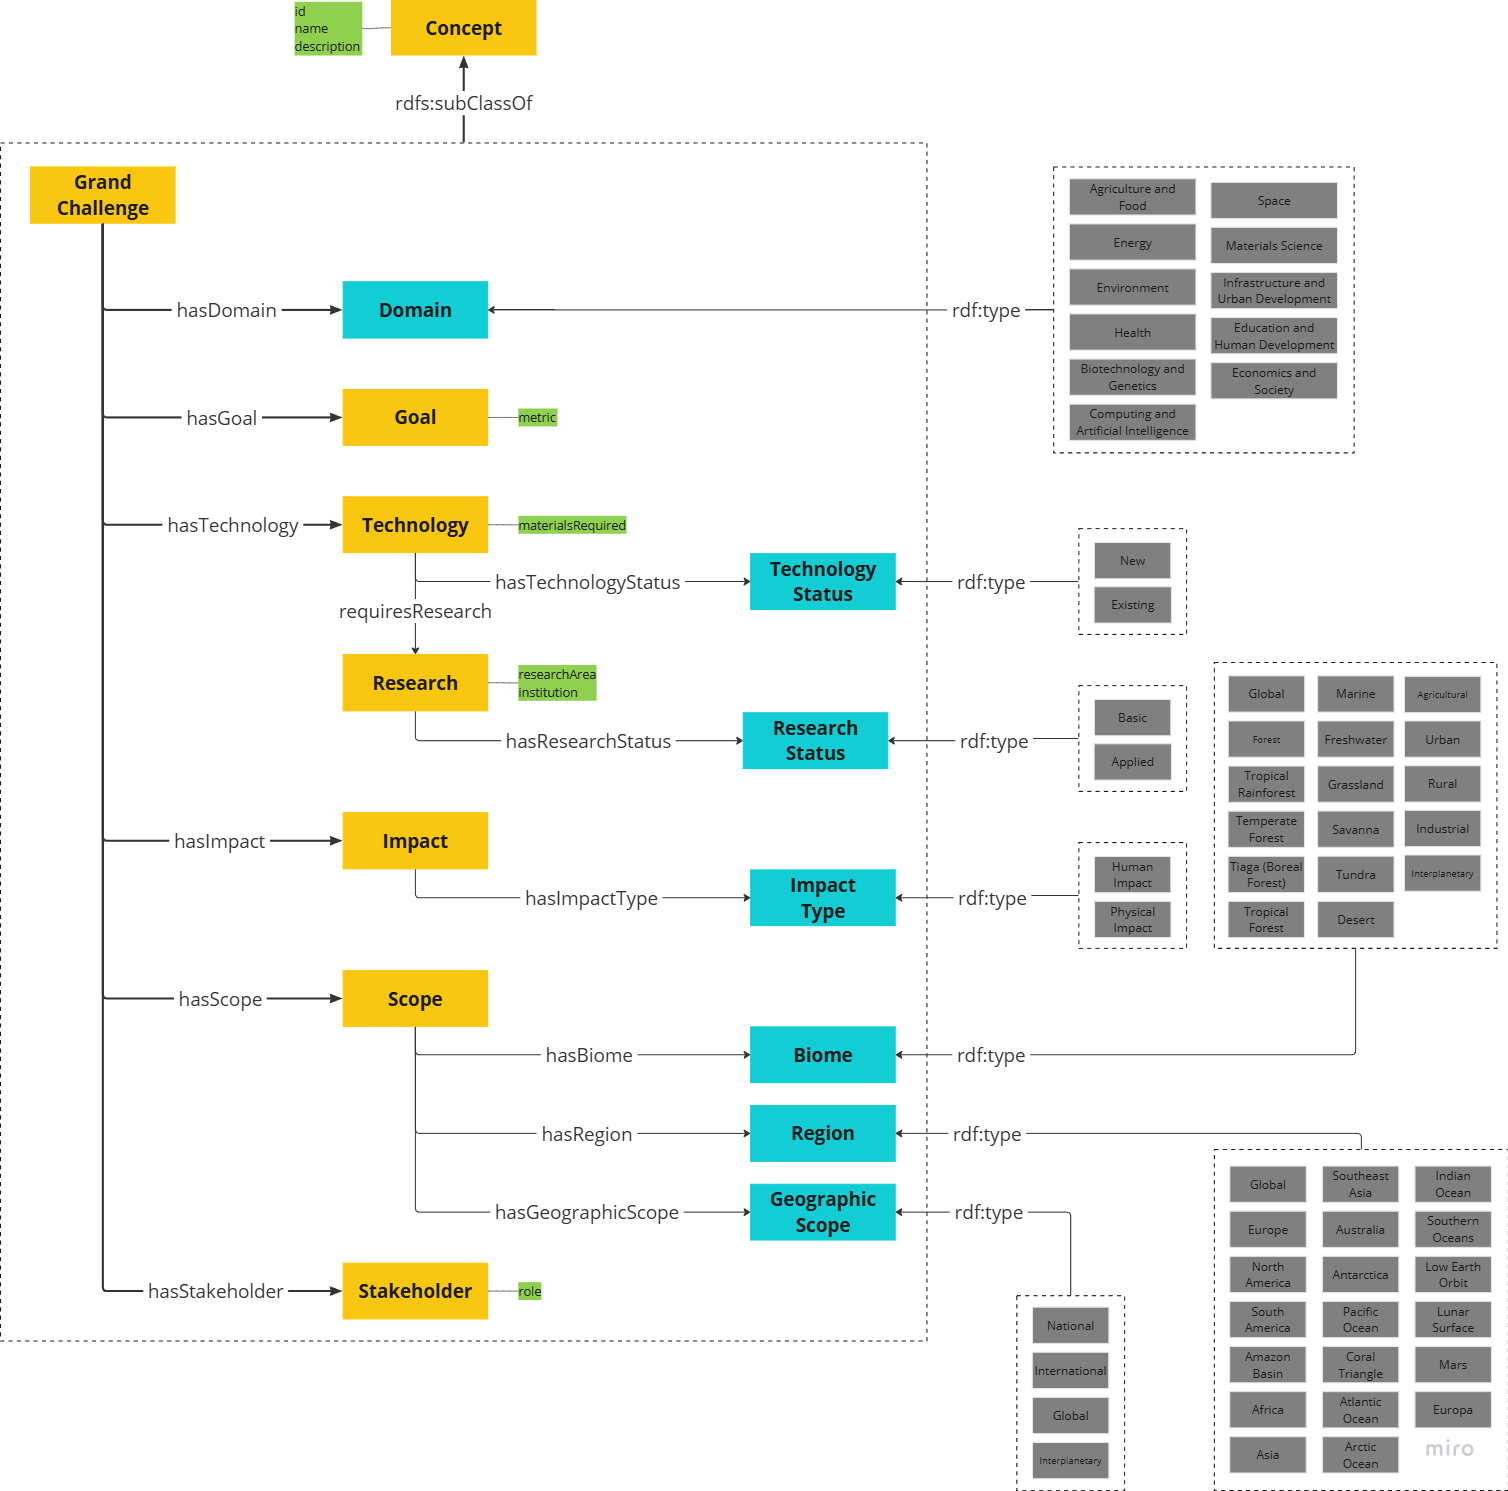 id
name
description
Concept
rdfs:subClassOf
Grand
Challenge
hasDomain
Domain
rdf:type
Agriculture and
Food
Energy
Environment
Health
Biotechnology and
Genetics
Computing and
Artificial Intelligence
Space
Materials Science
Infrastructure and
Urban Development
Education and
Human Development
Economics and
Society
hasGoal
Goal
metric
hasTechnology
Technology
materialsRequired
hasTechnologyStatus
Technology
Status
rdf:type
New
Existing
requiresResearch
Research
researchArea
institution
hasResearchStatus
Research
Status
rdf:type
Basic
Applied
hasImpact
Impact
hasImpactType
Impact
Type
rdf:type
Human
Impact
Physical
Impact
Global
Forest
Tropical
Rainforest
Temperate
Forest
Tiaga (Boreal
Forest)
Tropical
Forest
Marine
Freshwater
Grassland
Savanna
Tundra
Desert
Agricultural
Urban
Rural
Industrial
Interplanetary
hasScope
Scope
hasBiome
Biome
rdf:type
hasRegion
Region
rdf:type
hasGeographicScope
Geographic
Scope
rdf:type
hasStakeholder
Stakeholder
role
National
International
Global
Interplanetary
Global
Europe
North
America
South
America
Amazon
Basin
Africa
Asia
Southeast
Asia
Australia
Antarctica
Pacific
Ocean
Coral
Triangle
Atlantic
Ocean
Arctic
Ocean
Indian
Ocean
Southern
Oceans
Low Earth
Orbit
Lunar
Surface
Mars
Europa
miro